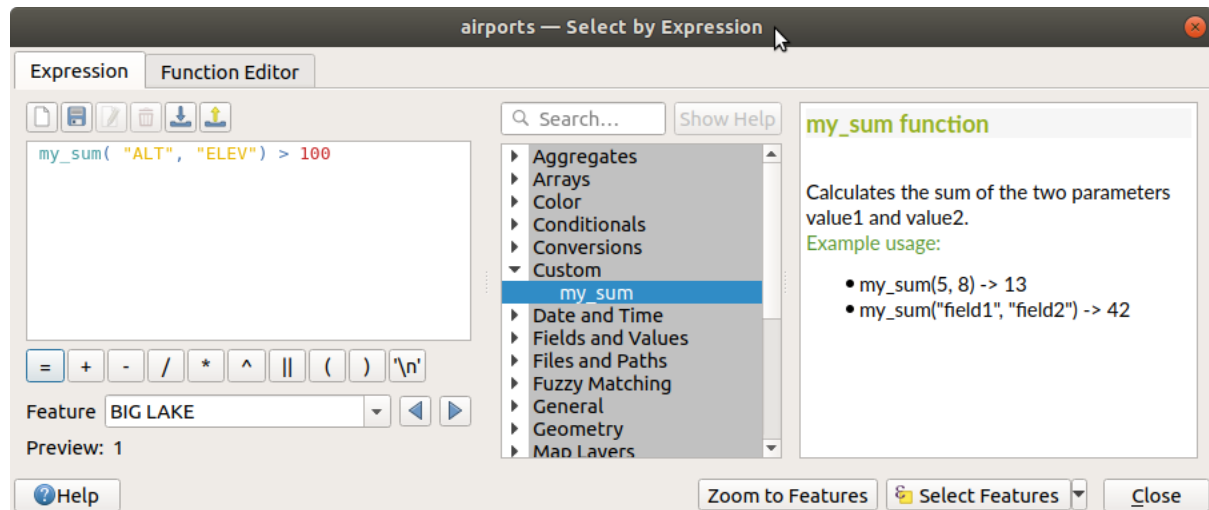 airports — Select by Expression
Expression
Function Editor
Search...
Show Help
my_sum( "ALT", "ELEV") > 100
= + - / * ^ || ( ) '\n'
Feature BIG LAKE
Preview: 1
Aggregates
Arrays
Color
Conditionals
Conversions
Custom
my_sum
Date and Time
Fields and Values
Files and Paths
Fuzzy Matching
General
Geometry
Map Layers
my_sum function
Calculates the sum of the two parameters
value1 and value2.
Example usage:
• my_sum(5, 8) -> 13
• my_sum("field1", "field2") -> 42
Help
Zoom to Features
Select Features
Close